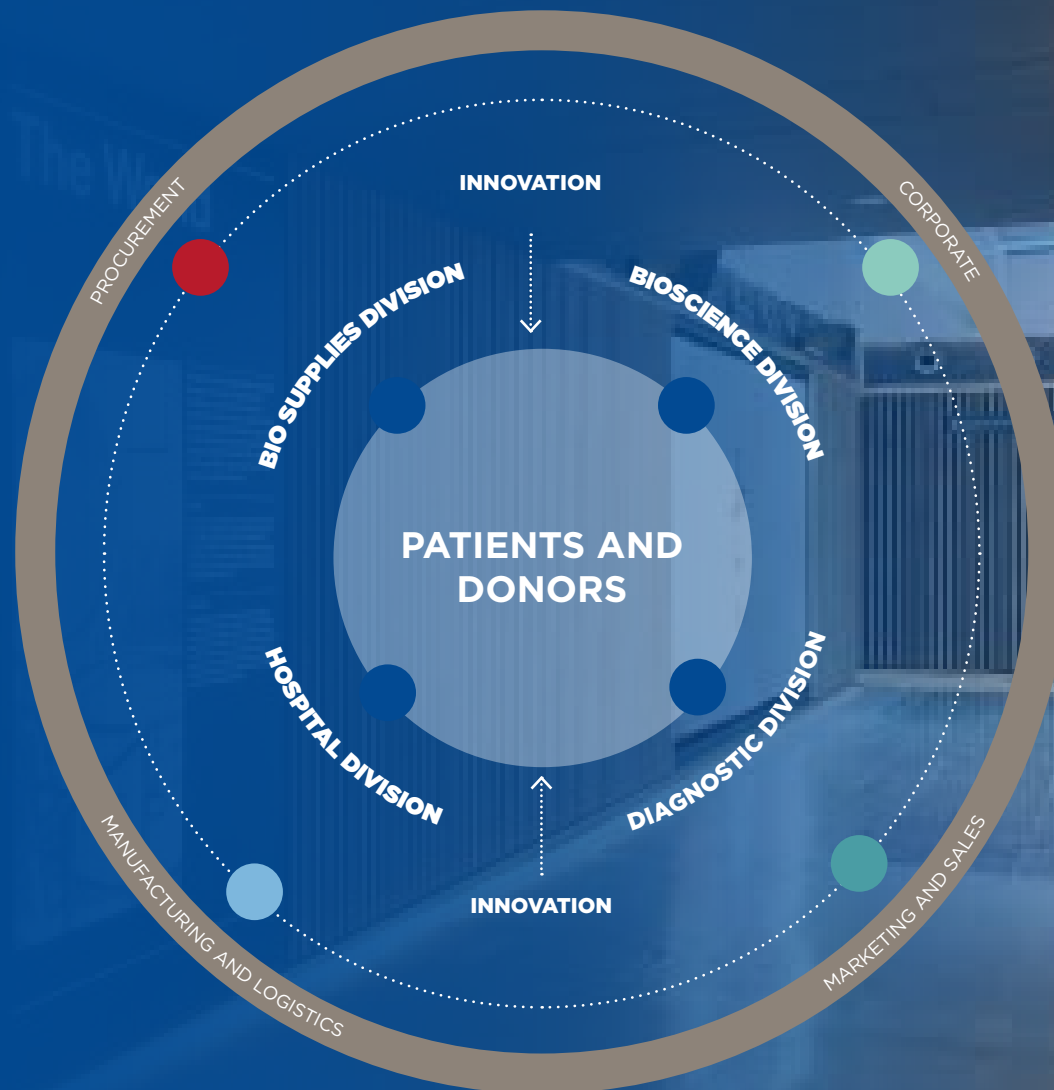 The W
INNOVATION
PROCUREMENT
CORPORATE
BIO SUPPLIES DIVISION
BIOSCIENCE DIVISION
PATIENTS AND
DONORS
HOSPITAL DIVISION
DIAGNOSTIC DIVISION
INNOVATION
MANUFACTURING AND LOGISTICS
MARKETING AND SALES